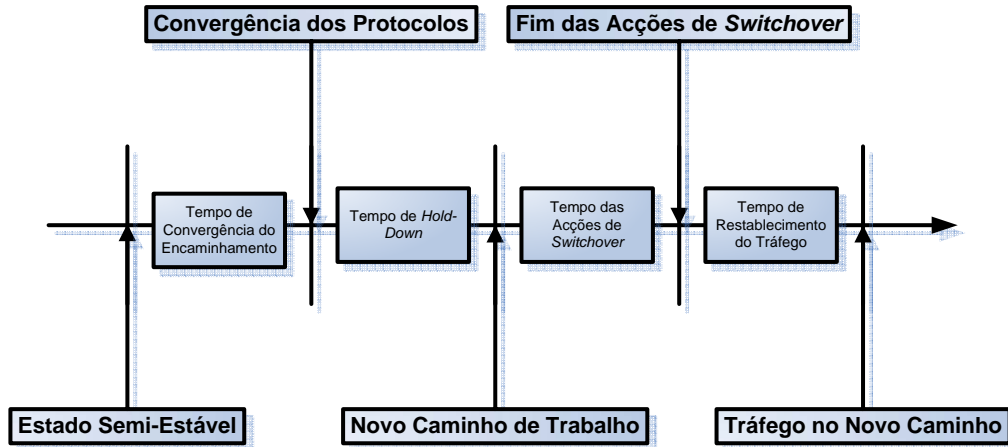 Convergência dos Protocolos
Fim das Acções de Switchover
Tempo de
Convergência do
Encaminhamento
Tempo de Hold-
Down
Tempo das
Acções de
Switchover
Tempo de
Restablecimento
do Tráfego
Estado Semi-Estável
Novo Caminho de Trabalho
Tráfego no Novo Caminho